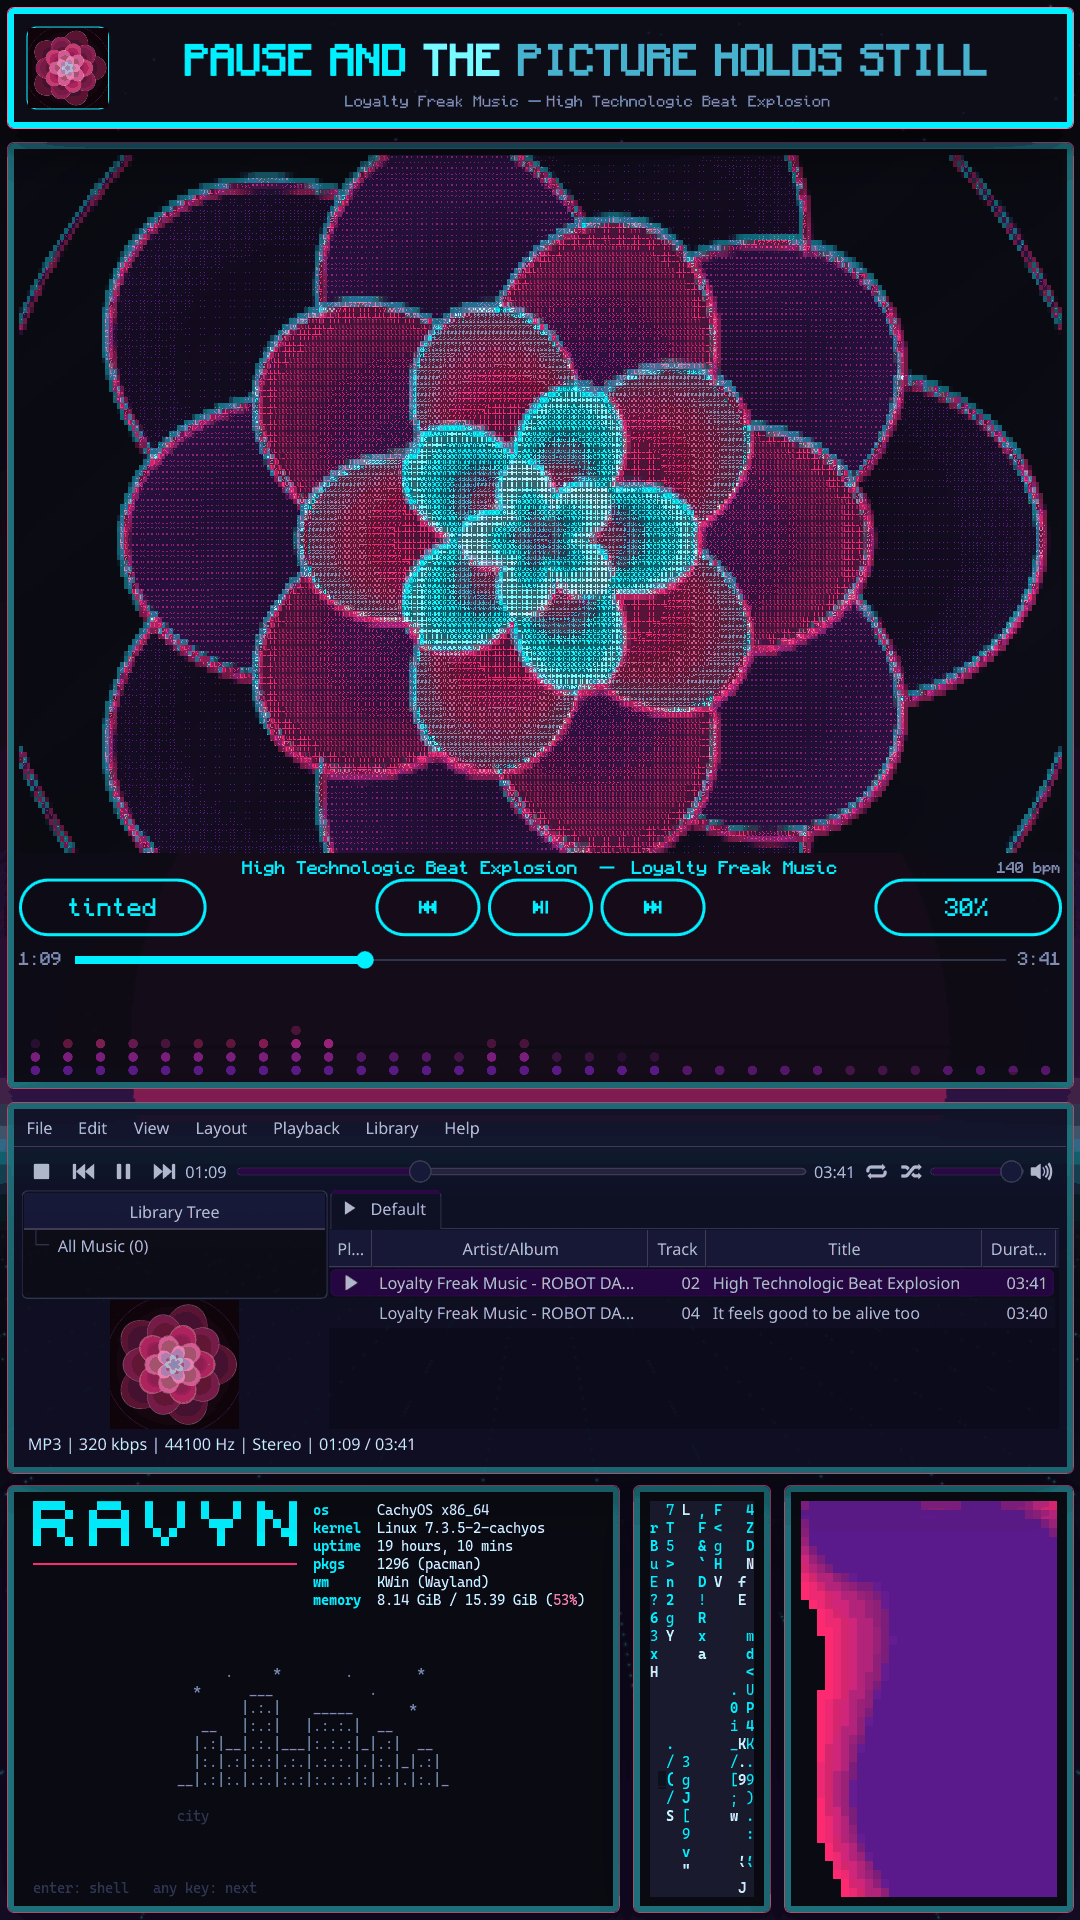 PAUSE AND THE PICTURE HOLDS STILL
Loyalty Freak Music — High Technologic Beat Explosion
High Technologic Beat Explosion — Loyalty Freak Music
140 bpm
tinted
30%
1:09
3:41
File Edit View Layout Playback Library Help
01:09
03:41
Library Tree
All Music (0)
Default
Pl... Artist/Album Track Title Durat...
Loyalty Freak Music - ROBOT DA... 02 High Technologic Beat Explosion 03:41
Loyalty Freak Music - ROBOT DA... 04 It feels good to be alive too 03:40
MP3 | 320 kbps | 44100 Hz | Stereo | 01:09 / 03:41
RAVYN
os CachyOS x86_64
kernel Linux 7.3.5-2-cachyos
uptime 19 hours, 10 mins
pkgs 1296 (pacman)
wm KWin (Wayland)
memory 8.14 GiB / 15.39 GiB (53%)
city
enter: shell any key: next